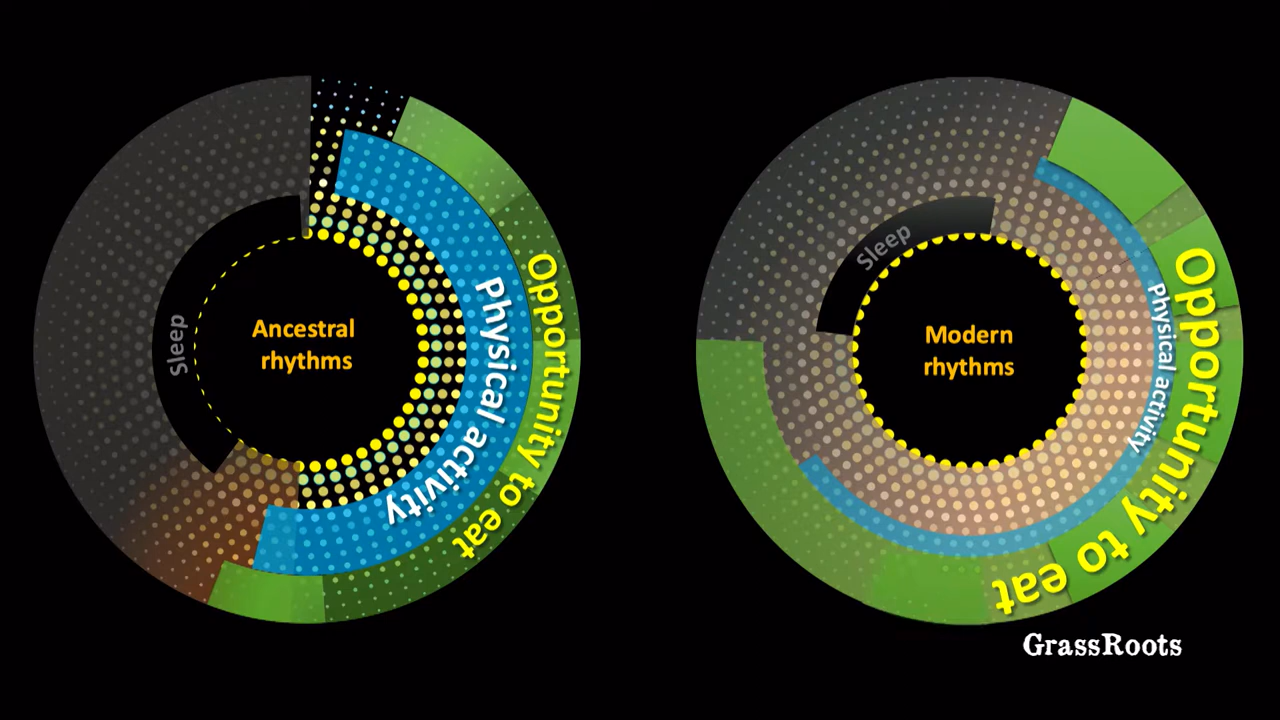 Ancestral
rhythms
Sleep
Physical activity
Opportunity to eat
Modern
rhythms
Sleep
Physical activity
Opportunity to eat
GrassRoots